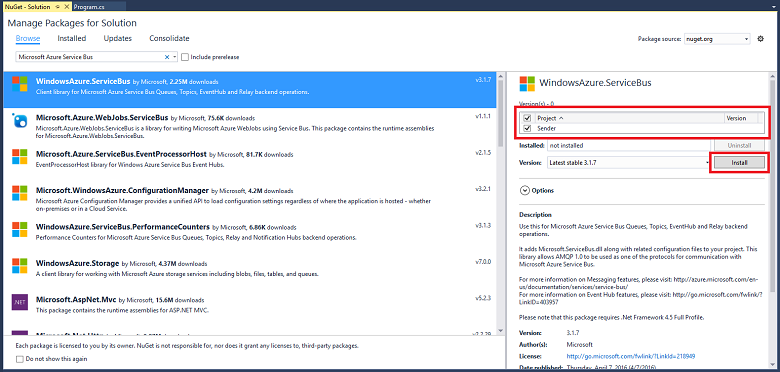 NuGet - Solution
Program.cs
Manage Packages for Solution
Browse
Installed
Updates
Consolidate
Microsoft Azure Service Bus
Include prerelease
Package source: nuget.org
WindowsAzure.ServiceBus by Microsoft, 2.25M downloads
v3.1.7
Client library for Microsoft Azure Service Bus Queues, Topics, EventHub and Relay backend operations.
Microsoft.Azure.WebJobs.ServiceBus by Microsoft, 75.6K downloads
v1.1.1
Microsoft.Azure.WebJobs.ServiceBus is a library for writing Microsoft Azure WebJobs using Service Bus. This package contains the runtime assemblies
for Microsoft.Azure.WebJobs.ServiceBus.
Microsoft.Azure.ServiceBus.EventProcessorHost by Microsoft, 81.7K downloads
v2.1.5
EventProcessorHost library for Windows Azure Service Bus Event Hubs.
Microsoft.WindowsAzure.ConfigurationManager by Microsoft, 4.2M downloads
v3.2.1
Microsoft Azure Configuration Manager provides a unified API to load configuration settings regardless of where the application is hosted - whether
on-premises or in a Cloud Service.
WindowsAzure.ServiceBus.PerformanceCounters by Microsoft, 6.86K downloads
v3.1.3
Performance Counters for Microsoft Azure Service Bus Queues, Topics, Relay and Notification Hubs backend operations.
WindowsAzure.Storage by Microsoft, 4.37M downloads
v7.0.0
A client library for working with Microsoft Azure storage services including blobs, files, tables, and queues.
.NET
Microsoft.AspNet.Mvc by Microsoft, 15.6M downloads
v5.2.3
This package contains the runtime assemblies for ASP.NET MVC.
Each package is licensed to you by its owner. NuGet is not responsible for, nor does it grant any licenses to, third-party packages.
Do not show this again
WindowsAzure.ServiceBus
Version(s) - 0
Project
Version
Sender
Installed: not installed
Uninstall
Version: Latest stable 3.1.7
Install
Options
Description
Use this for Microsoft Azure Service Bus Queues, Topics, EventHub and Relay backend
operations.
It adds Microsoft.ServiceBus.dll along with related configuration files to your project. This
library allows AMQP 1.0 to be used as one of the protocols for communication with
Microsoft Azure Service Bus.
For more information on Messaging features, please visit: http://azure.microsoft.com/en-
us/documentation/services/service-bus/
For more information on Event Hub features, please visit: http://go.microsoft.com/fwlink/?
LinkID=403957
Please note that this package requires .Net Framework 4.5 Full Profile.
Version: 3.1.7
Author(s): Microsoft
License: http://go.microsoft.com/fwlink/?LinkId=218949
Date published: Thursday, April 7, 2016 (4/7/2016)